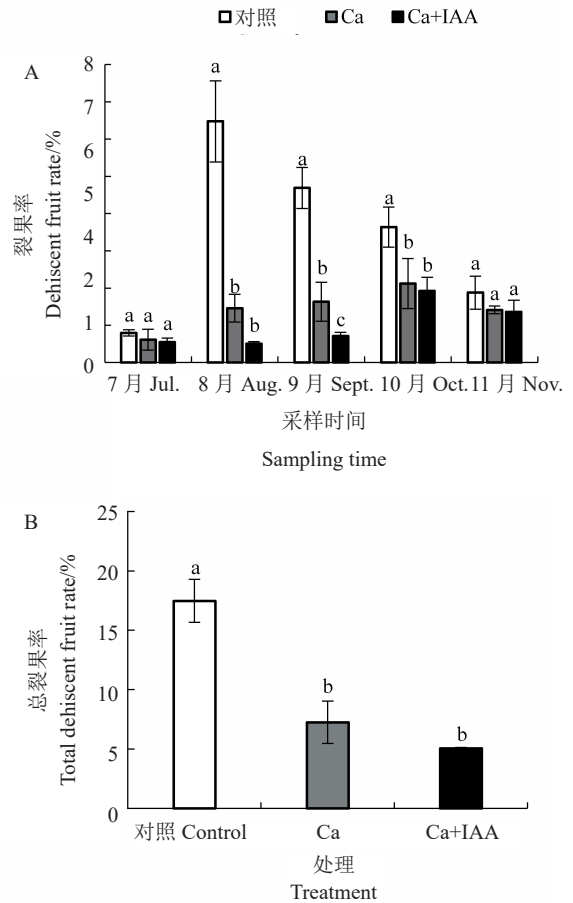 对照 Ca Ca+IAA
A
8
7
6
5
4
2
1
0
裂果率
Dehiscent fruit rate/%
a a a
a b b
a b c
a b b
a a a
7 月 Jul. 8 月 Aug. 9 月 Sept. 10 月 Oct. 11 月 Nov.
采样时间
Sampling time
B
25
20
15
10
5
0
总裂果率
Total dehiscent fruit rate/%
a b b
对照 Control Ca Ca+IAA
处理
Treatment